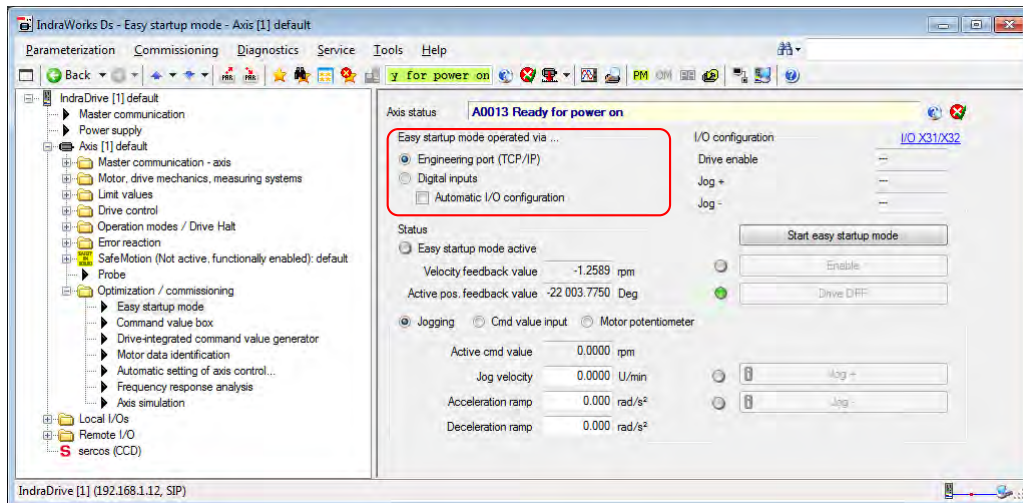 IndraWorks Ds - Easy startup mode - Axis [1] default
Parameterization Commissioning Diagnostics Service Tools Help
Back y for power on PM OM
IndraDrive [1] default
Master communication
Power supply
Axis [1] default
Master communication - axis
Motor, drive mechanics, measuring systems
Limit values
Drive control
Operation modes / Drive Halt
Error reaction
SafeMotion (Not active, functionally enabled): default
Probe
Optimization / commissioning
Easy startup mode
Command value box
Drive-integrated command value generator
Motor data identification
Automatic setting of axis control...
Frequency response analysis
Axis simulation
Local I/Os
Remote I/O
S sercos (CCD)
Axis status A0013 Ready for power on
Easy startup mode operated via ...
Engineering port (TCP/IP)
Digital inputs
Automatic I/O configuration
I/O configuration I/O X31/X32
Drive enable ---
Jog + ---
Jog - ---
Status
Easy startup mode active
Velocity feedback value -1.2589 rpm
Active pos. feedback value -22 003.7750 Deg
Start easy startup mode
Enable
Drive OFF
Jogging Cmd value input Motor potentiometer
Active cmd value 0.0000 rpm
Jog velocity 0.0000 U/min
Acceleration ramp 0.000 rad/s²
Deceleration ramp 0.000 rad/s²
Jog +
Jog -
IndraDrive [1] (192.168.1.12, SIP)